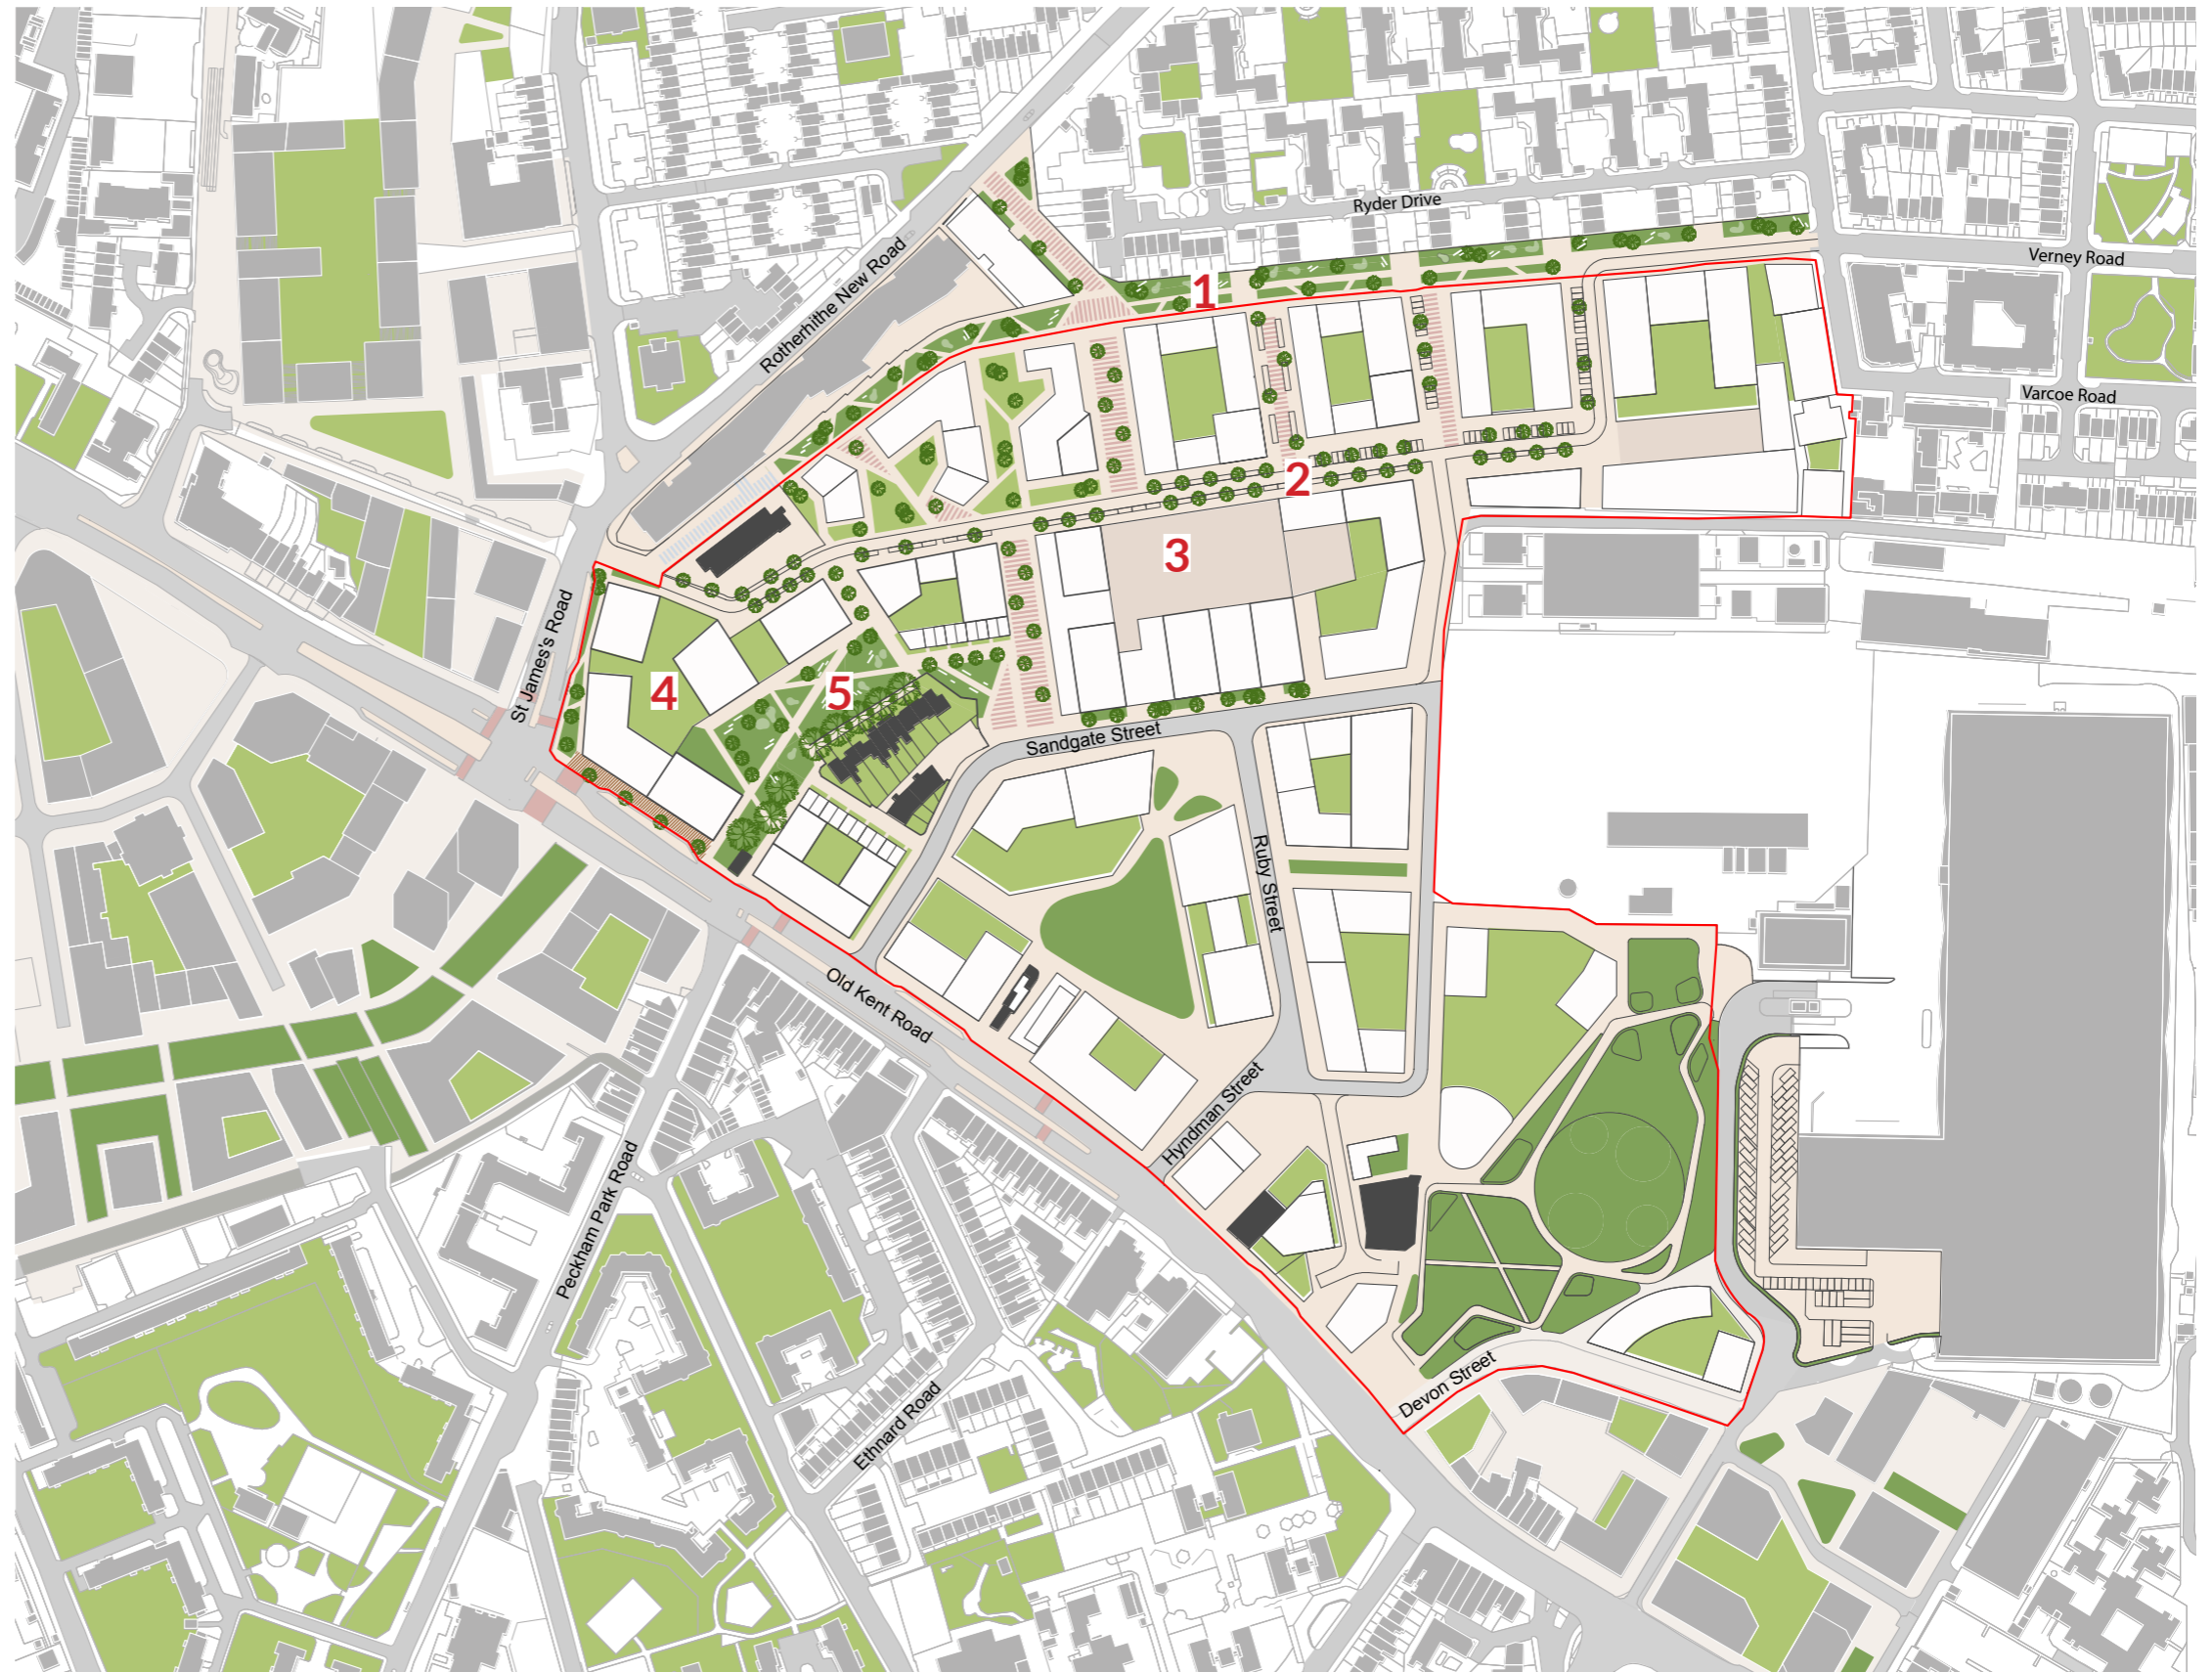 Ryder Drive
Rotherhithe New Road
Verney Road
1
Varcoe Road
2
3
St James's Road
4
5
Sandgate Street
Ruby Street
Old Kent Road
Hyndman Street
Peckham Park Road
Devon Street
Ethnard Road